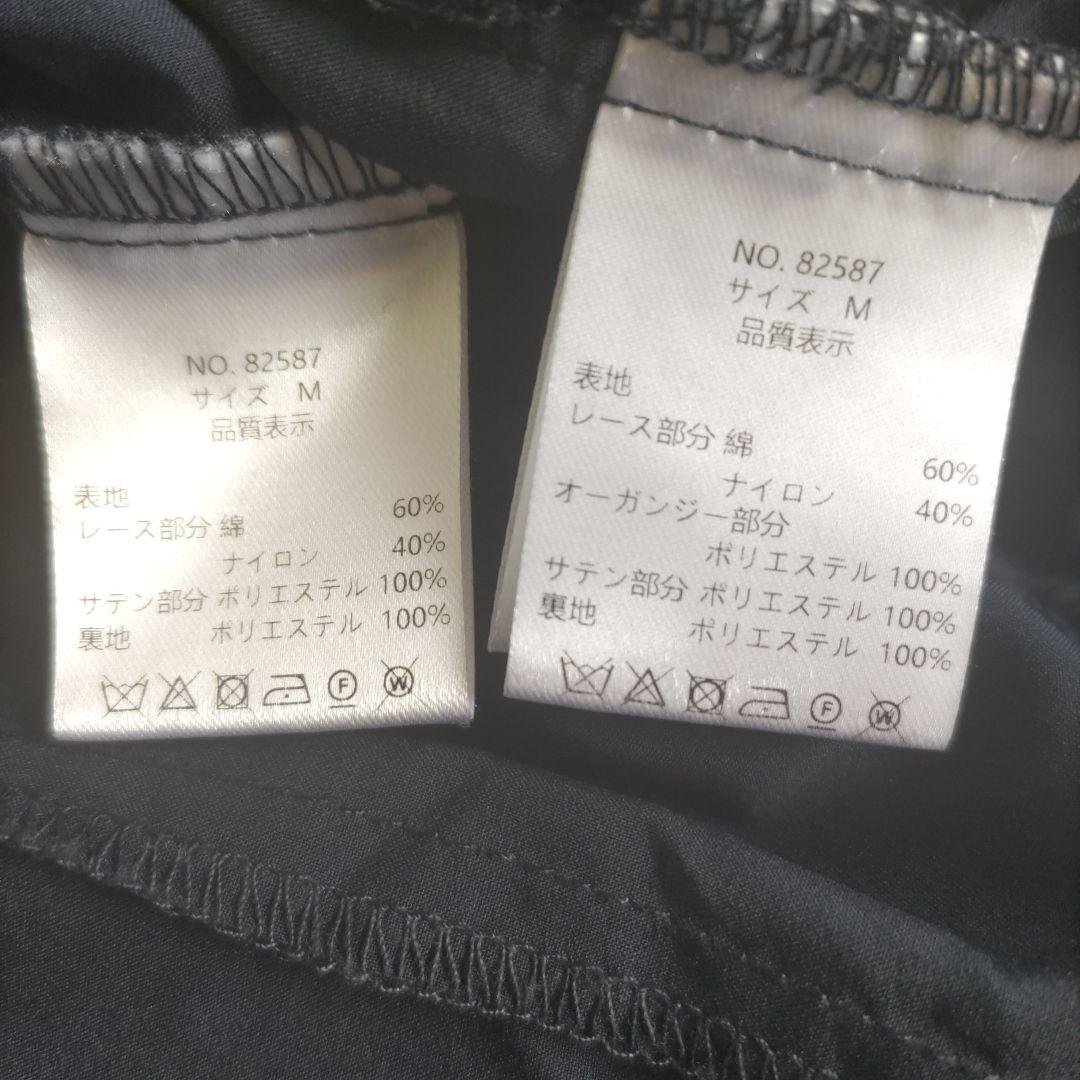 NO. 82587
サイズ M
品質表示
表地
レース部分 綿 60%
ナイロン 40%
サテン部分 ポリエステル 100%
裏地 ポリエステル 100%
F
W
NO. 82587
サイズ M
品質表示
表地
レース部分 綿 60%
ナイロン 40%
オーガンジー部分
ポリエステル 100%
サテン部分 ポリエステル 100%
裏地 ポリエステル 100%
F
W